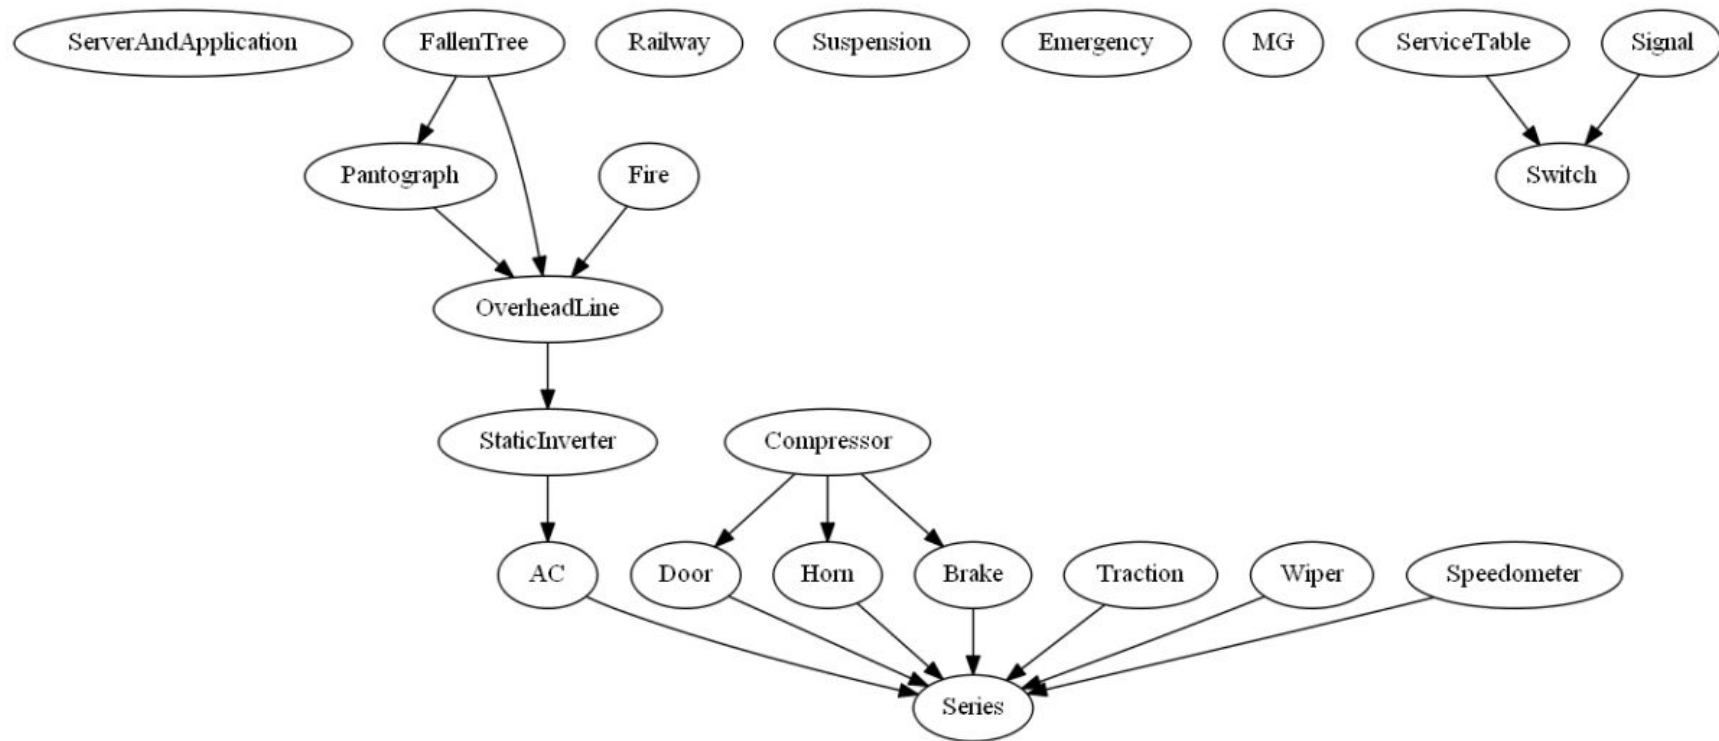 ServerAndApplication
FallenTree
Railway
Suspension
Emergency
MG
ServiceTable
Signal
Pantograph
Fire
Switch
OverheadLine
StaticInverter
Compressor
AC
Door
Horn
Brake
Traction
Wiper
Speedometer
Series